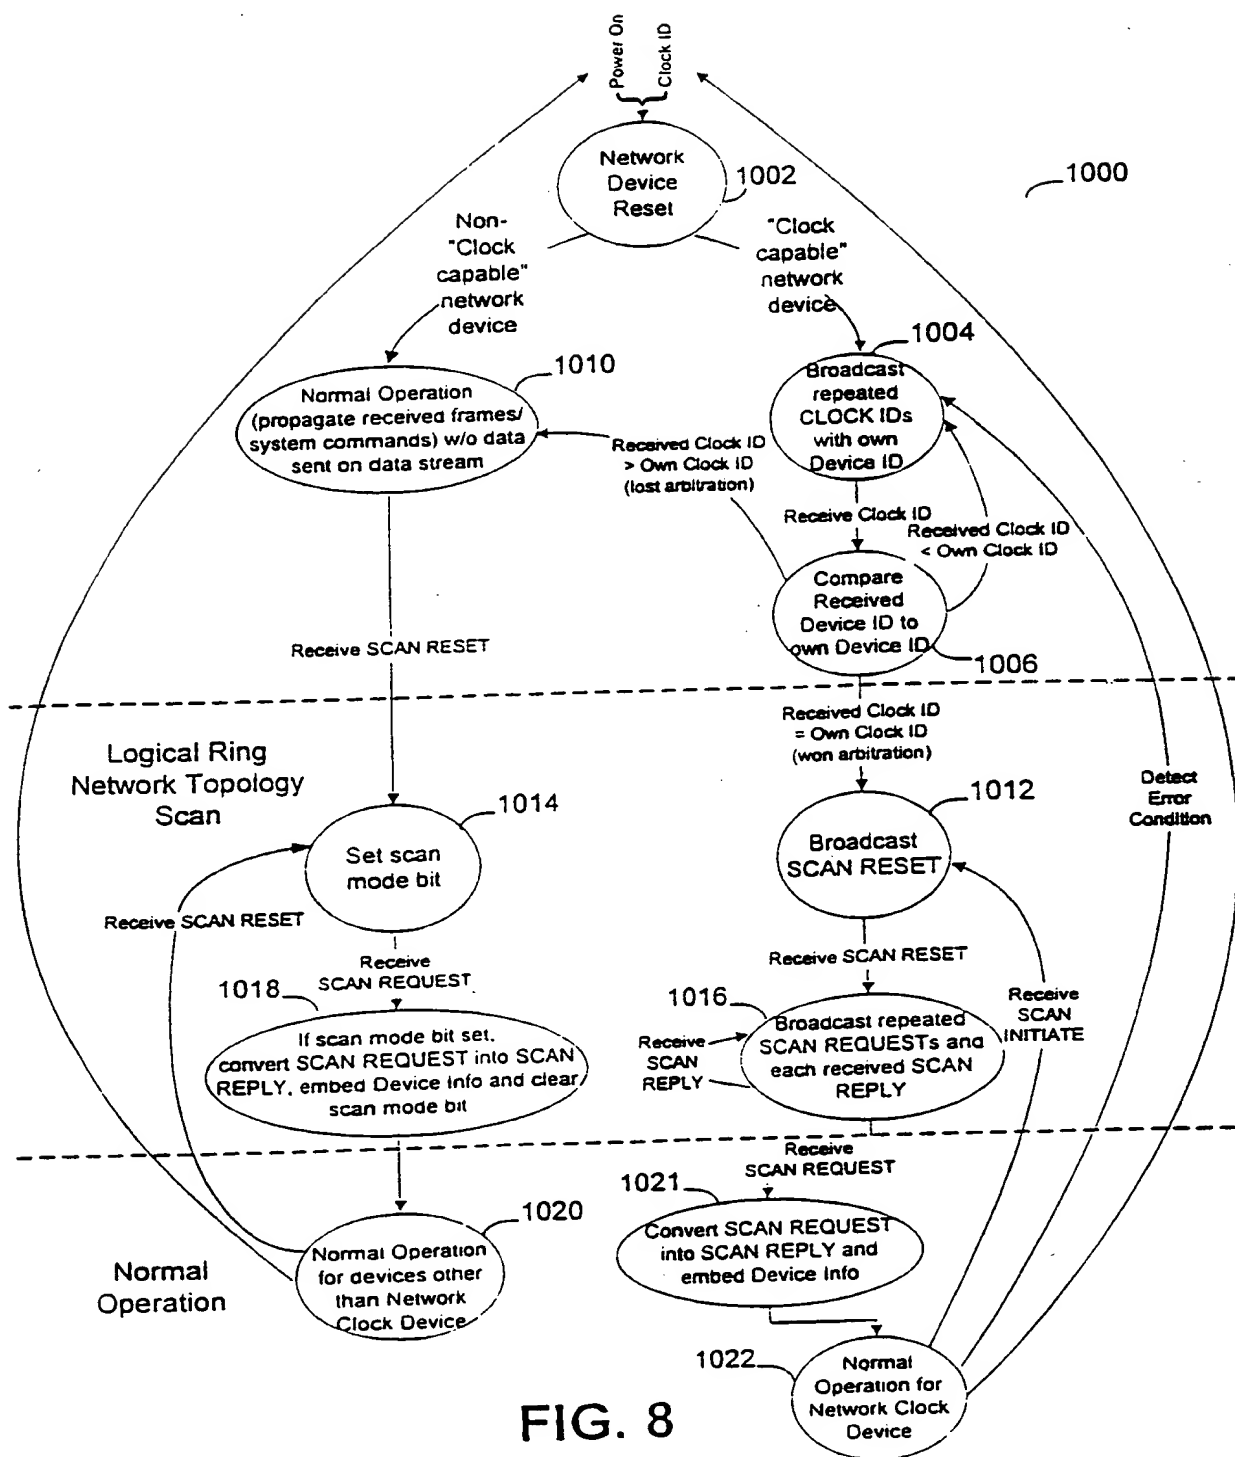 Power On
Clock ID
Network
Device
Reset
1002
1000
Non-
"Clock
capable"
network
device
"Clock
capable"
network
device
1004
Broadcast
repeated
CLOCK IDs
with own
Device ID
1010
Normal Operation
(propagate received frames/
system commands) w/o data
sent on data stream
Received Clock ID
> Own Clock ID
(lost arbitration)
Receive Clock ID
Received Clock ID
< Own Clock ID
Compare
Received
Device ID to
own Device ID
1006
Receive SCAN RESET
Received Clock ID
= Own Clock ID
(won arbitration)
Logical Ring
Network Topology
Scan
Detect
Error
Condition
1014
Set scan
mode bit
1012
Broadcast
SCAN RESET
Receive SCAN RESET
Receive
SCAN REQUEST
Receive SCAN RESET
1018
If scan mode bit set,
convert SCAN REQUEST into SCAN
REPLY, embed Device Info and clear
scan mode bit
1016
Broadcast repeated
SCAN REQUESTs and
each received SCAN
REPLY
Receive
SCAN
REPLY
Receive
SCAN
INITIATE
Receive
SCAN REQUEST
1021
Convert SCAN REQUEST
into SCAN REPLY and
embed Device Info
1020
Normal Operation
for devices other
than Network
Clock Device
Normal
Operation
1022
Normal
Operation for
Network Clock
Device
FIG. 8